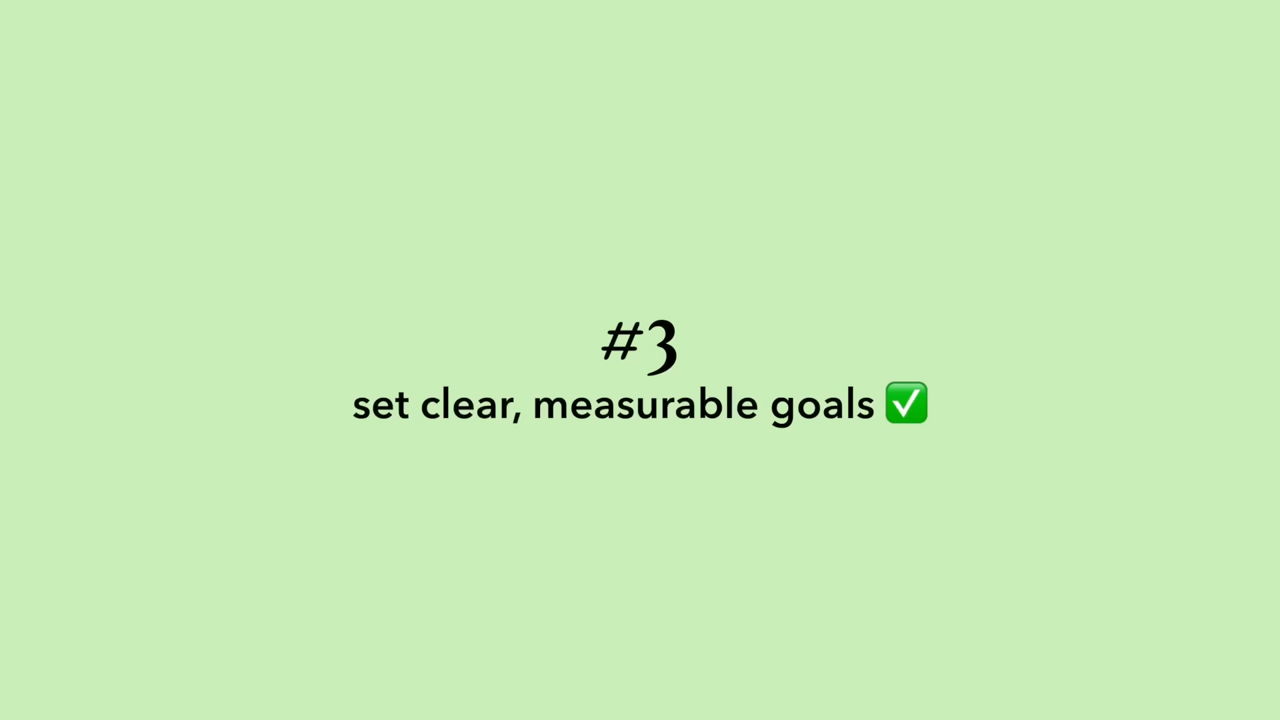 #3
set clear, measurable goals ✅